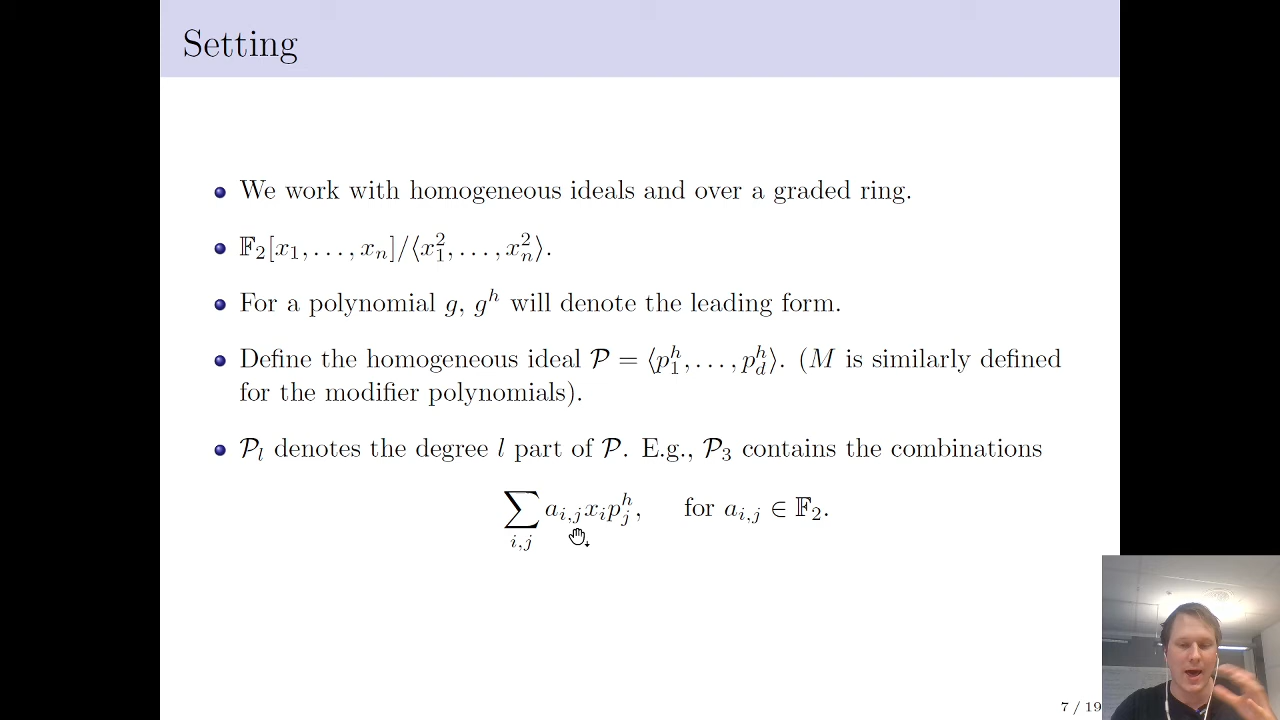 Setting
We work with homogeneous ideals and over a graded ring.
𝔽₂[x₁, . . . , xₙ]/⟨x₁², . . . , xₙ²⟩.
For a polynomial g, gʰ will denote the leading form.
Define the homogeneous ideal 𝒫 = ⟨p₁ʰ, . . . , p_dʰ⟩. (M is similarly defined
for the modifier polynomials).
𝒫_l denotes the degree l part of 𝒫. E.g., 𝒫₃ contains the combinations
∑_{i,j} a_{i,j}x_ip_jʰ, for a_{i,j} ∈ 𝔽₂.
7 / 19